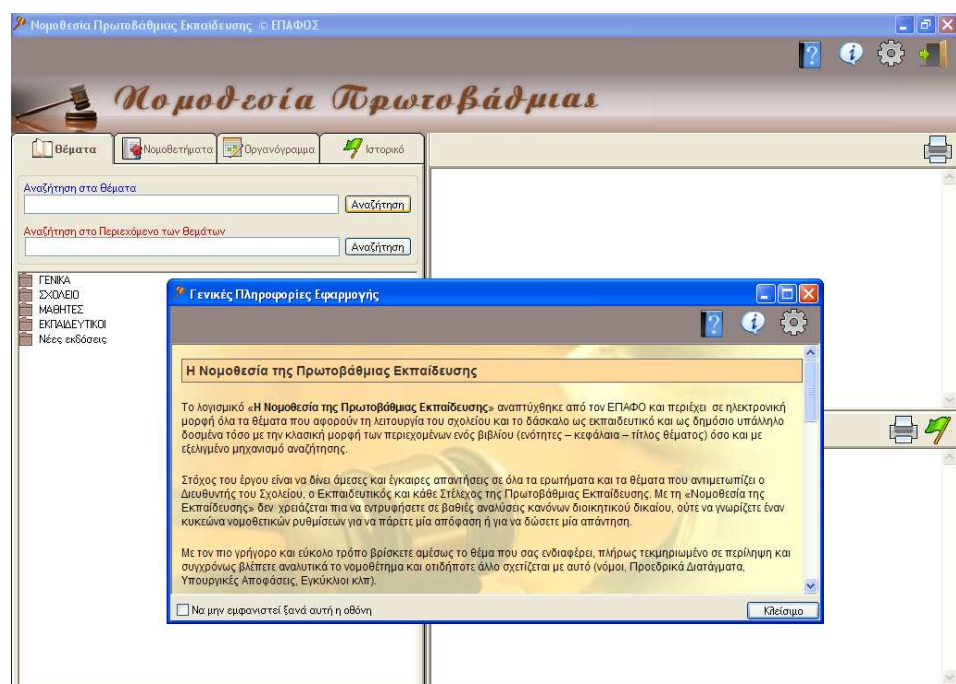 Νομοθεσία Πρωτοβάθμιας Εκπαίδευσης © ΕΠΑΦΟΣ
Νομοθεσία Πρωτοβάθμιας
Θέματα Νομοθετήματα Οργανόγραμμα Ιστορικό
Αναζήτηση στα Θέματα
Αναζήτηση
Αναζήτηση στο Περιεχόμενο των Θεμάτων
Αναζήτηση
ΓΕΝΙΚΑ
ΣΧΟΛΕΙΟ
ΜΑΘΗΤΕΣ
ΕΚΠΑΙΔΕΥΤΙΚΟΙ
Νέες εκδόσεις
Γενικές Πληροφορίες Εφαρμογής
Η Νομοθεσία της Πρωτοβάθμιας Εκπαίδευσης
Το λογισμικό «Η Νομοθεσία της Πρωτοβάθμιας Εκπαίδευσης» αναπτύχθηκε από τον ΕΠΑΦΟ και περιέχει σε ηλεκτρονική
μορφή όλα τα θέματα που αφορούν τη λειτουργία του σχολείου και το δάσκαλο ως εκπαιδευτικό και ως δημόσιο υπάλληλο
δοσμένα τόσο με την κλασική μορφή των περιεχομένων ενός βιβλίου (ενότητες – κεφάλαια – τίτλος θέματος) όσο και με
εξελιγμένο μηχανισμό αναζήτησης.
Στόχος του έργου είναι να δίνει άμεσες και έγκαιρες απαντήσεις σε όλα τα ερωτήματα και τα θέματα που αντιμετωπίζει ο
Διευθυντής του Σχολείου, ο Εκπαιδευτικός και κάθε Στέλεχος της Πρωτοβάθμιας Εκπαίδευσης. Με τη «Νομοθεσία της
Εκπαίδευσης» δεν χρειάζεται πια να εντρυφήσετε σε βαθιές αναλύσεις κανόνων διοικητικού δικαίου, ούτε να γνωρίζετε έναν
κυκεώνα νομοθετικών ρυθμίσεων για να πάρετε μία απόφαση ή για να δώσετε μία απάντηση.
Με τον πιο γρήγορο και εύκολο τρόπο βρίσκετε αμέσως το θέμα που σας ενδιαφέρει, πλήρως τεκμηριωμένο σε περίληψη και
συγχρόνως βλέπετε αναλυτικά το νομοθέτημα και οτιδήποτε άλλο σχετίζεται με αυτό (νόμοι, Προεδρικά Διατάγματα,
Υπουργικές Αποφάσεις, Εγκύκλιοι κλπ).
Να μην εμφανιστεί ξανά αυτή η οθόνη
Κλείσιμο